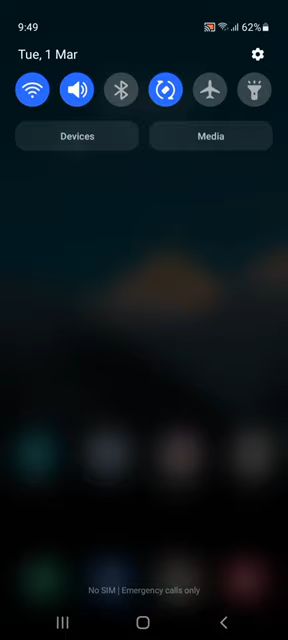 9:49
62%
Tue, 1 Mar
Devices
Media
No SIM | Emergency calls only